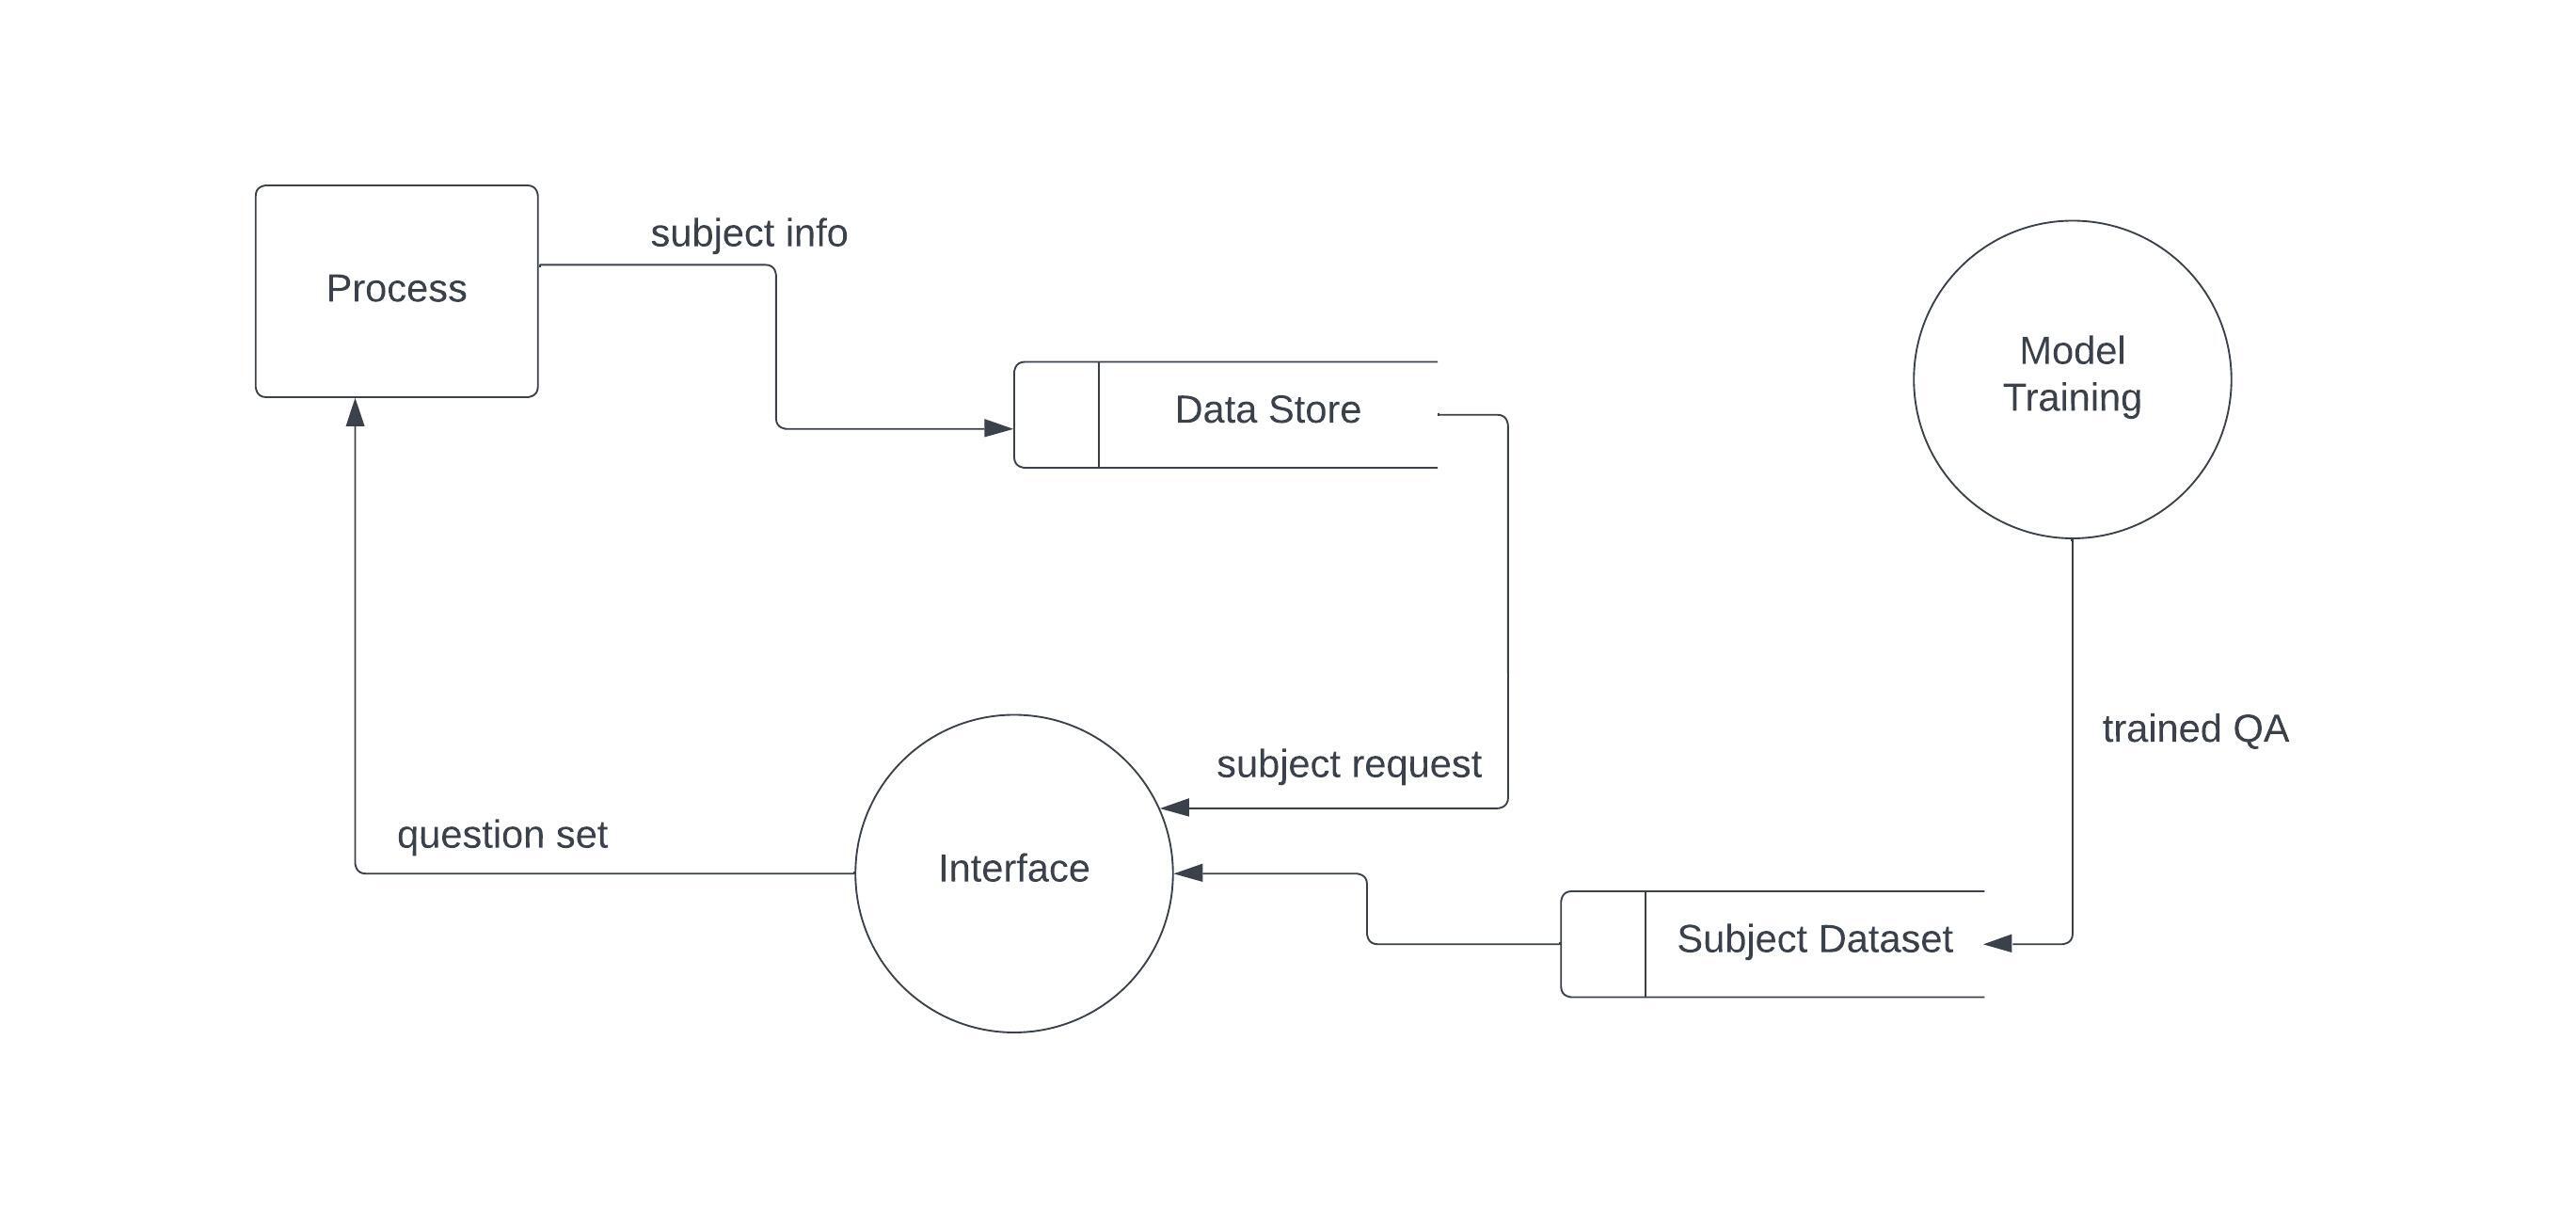 subject info
Process
Model
Training
Data Store
trained QA
subject request
question set
Interface
Subject Dataset